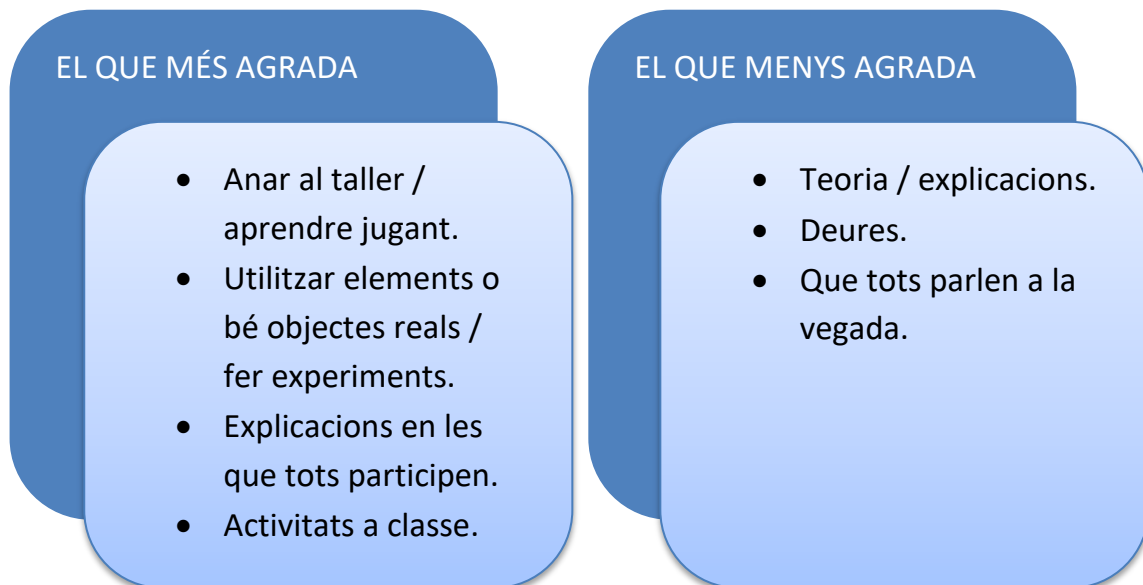 EL QUE MÉS AGRADA
• Anar al taller /
aprendre jugant.
• Utilitzar elements o
bé objectes reals /
fer experiments.
• Explicacions en les
que tots participen.
• Activitats a classe.
EL QUE MENYS AGRADA
• Teoria / explicacions.
• Deures.
• Que tots parlen a la
vegada.